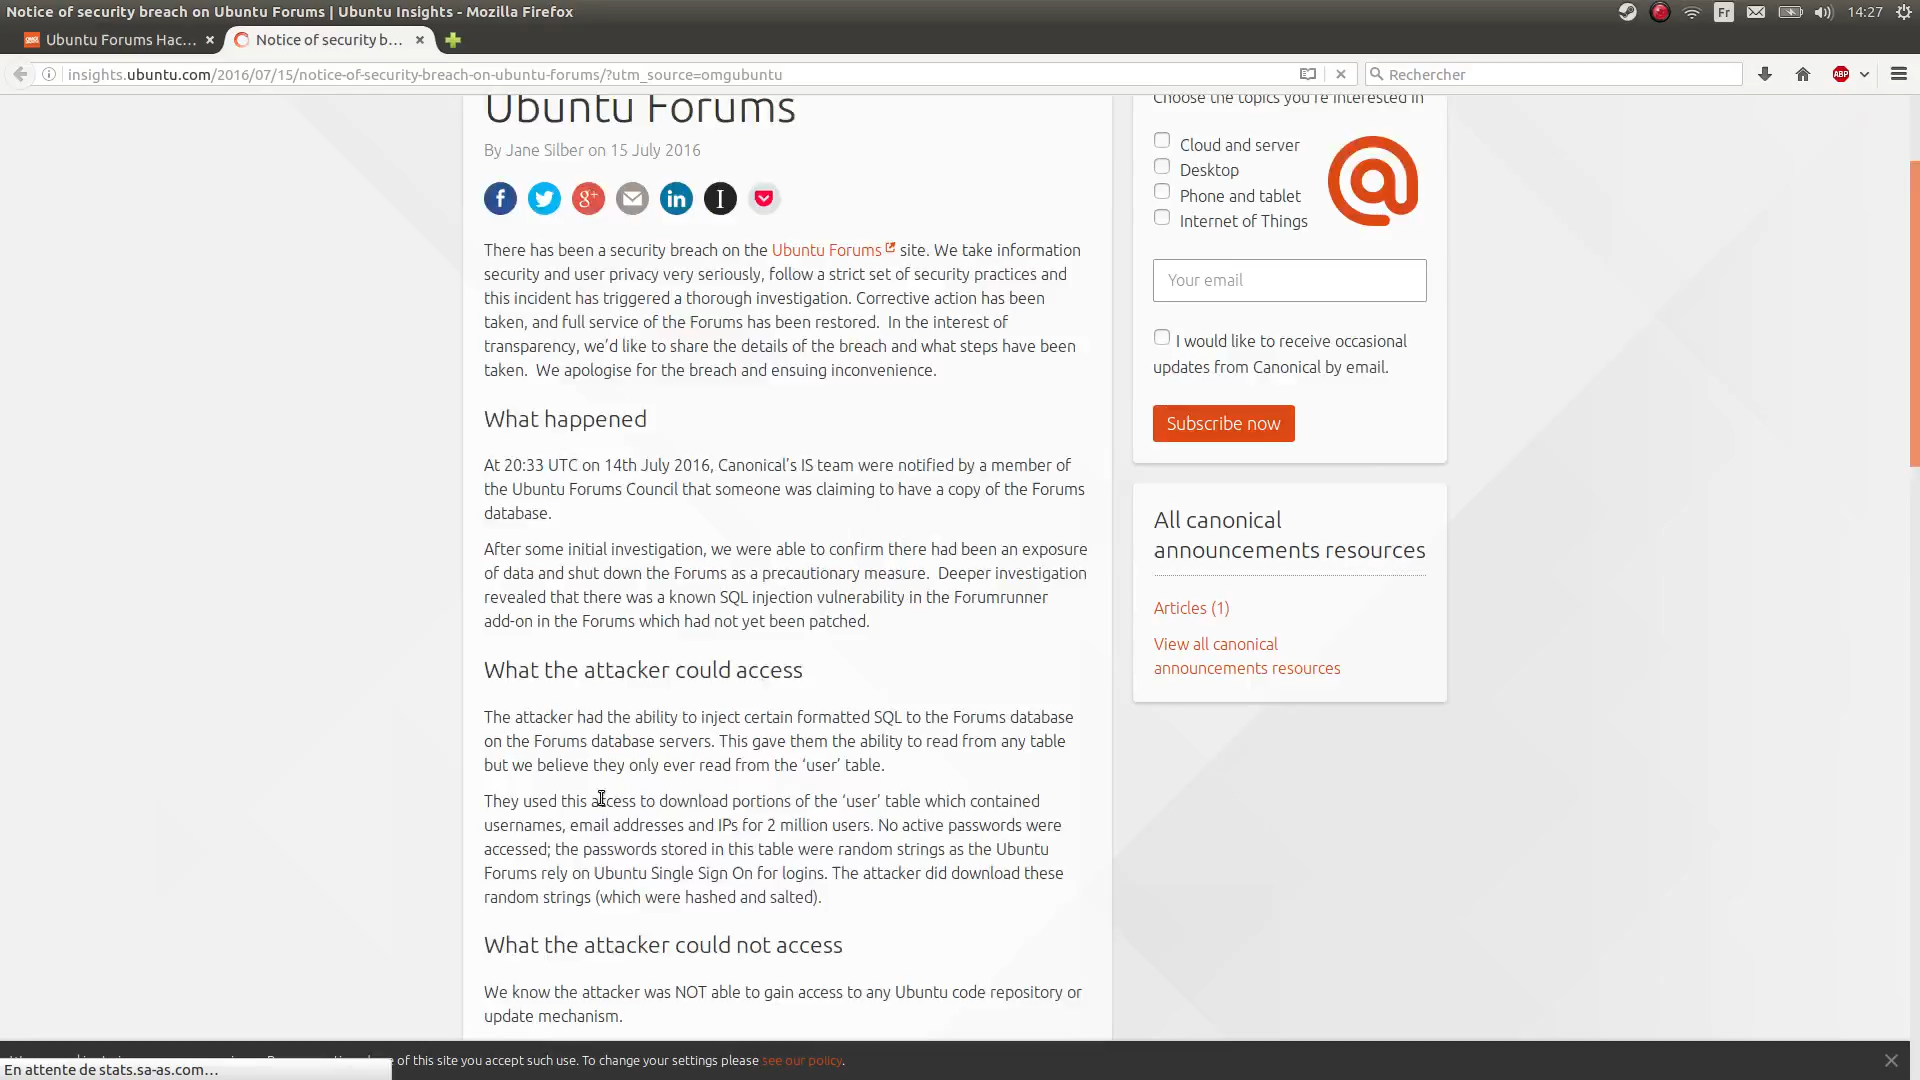 Notice of security breach on Ubuntu Forums | Ubuntu Insights - Mozilla Firefox
Fr
14:27
Ubuntu Forums Hac...
Notice of security b...
insights.ubuntu.com/2016/07/15/notice-of-security-breach-on-ubuntu-forums/?utm_source=omgubuntu
Rechercher
ABP
Ubuntu Forums
By Jane Silber on 15 July 2016
There has been a security breach on the Ubuntu Forums site. We take information
security and user privacy very seriously, follow a strict set of security practices and
this incident has triggered a thorough investigation. Corrective action has been
taken, and full service of the Forums has been restored. In the interest of
transparency, we’d like to share the details of the breach and what steps have been
taken. We apologise for the breach and ensuing inconvenience.
What happened
At 20:33 UTC on 14th July 2016, Canonical’s IS team were notified by a member of
the Ubuntu Forums Council that someone was claiming to have a copy of the Forums
database.
After some initial investigation, we were able to confirm there had been an exposure
of data and shut down the Forums as a precautionary measure. Deeper investigation
revealed that there was a known SQL injection vulnerability in the Forumrunner
add-on in the Forums which had not yet been patched.
What the attacker could access
The attacker had the ability to inject certain formatted SQL to the Forums database
on the Forums database servers. This gave them the ability to read from any table
but we believe they only ever read from the ‘user’ table.
They used this access to download portions of the ‘user’ table which contained
usernames, email addresses and IPs for 2 million users. No active passwords were
accessed; the passwords stored in this table were random strings as the Ubuntu
Forums rely on Ubuntu Single Sign On for logins. The attacker did download these
random strings (which were hashed and salted).
What the attacker could not access
We know the attacker was NOT able to gain access to any Ubuntu code repository or
update mechanism.
Choose the topics you’re interested in
Cloud and server
Desktop
Phone and tablet
Internet of Things
Your email
I would like to receive occasional
updates from Canonical by email.
Subscribe now
All canonical
announcements resources
Articles (1)
View all canonical
announcements resources
of this site you accept such use. To change your settings please see our policy.
En attente de stats.sa-as.com...